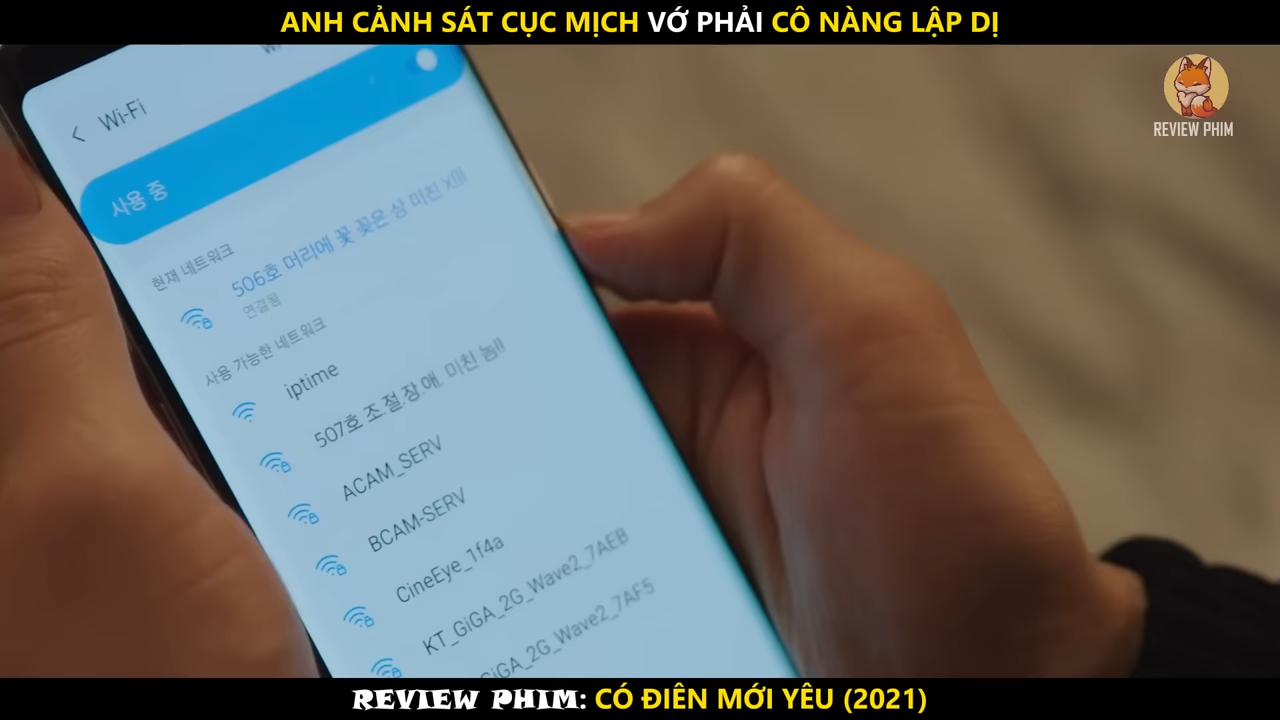 ANH CẢNH SÁT CỤC MỊCH VỚ PHẢI CÔ NÀNG LẬP DỊ
REVIEW PHIM
Wi-Fi
사용 중
현재 네트워크
506호 머리에 꽃 꽂은 상 미친 X!!!
연결됨
사용 가능한 네트워크
iptime
507호 조.절.장.애. 미친 놈!!
ACAM_SERV
BCAM-SERV
CineEye_1f4a
KT_GiGA_2G_Wave2_7AEB
GiGA_2G_Wave2_7AF5
REVIEW PHIM: CÓ ĐIÊN MỚI YÊU (2021)